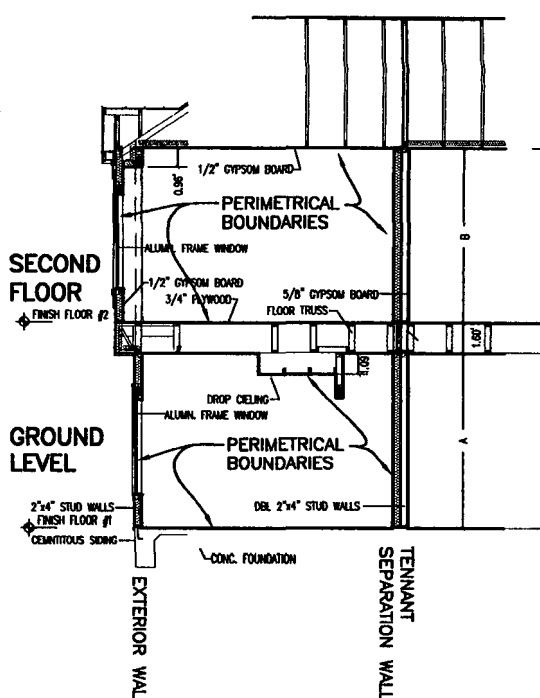 1/2" GYPSOM BOARD
0.96'
PERIMETRICAL
BOUNDARIES
B
ALUMN. FRAME WINDOW
SECOND
FLOOR
1/2" GYPSOM BOARD
3/4" PLYWOOD
5/8" GYPSOM BOARD
FLOOR TRUSS
FINISH FLOOR #2
1.60'
1.09'
DROP CIELING
ALUMN. FRAME WINDOW
GROUND
LEVEL
PERIMETRICAL
BOUNDARIES
A
2"x4" STUD WALLS
DBL 2"x4" STUD WALLS
FINISH FLOOR #1
CEMNTITOUS SIDING
CONC. FOUNDATION
EXTERIOR WAL
TENNANT
SEPARATION WALL